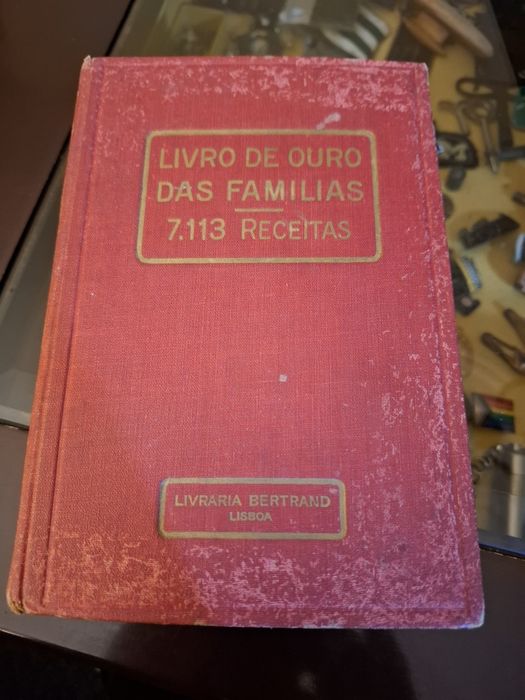 LIVRO DE OURO
DAS FAMILIAS
7.113 RECEITAS
LIVRARIA BERTRAND
LISBOA